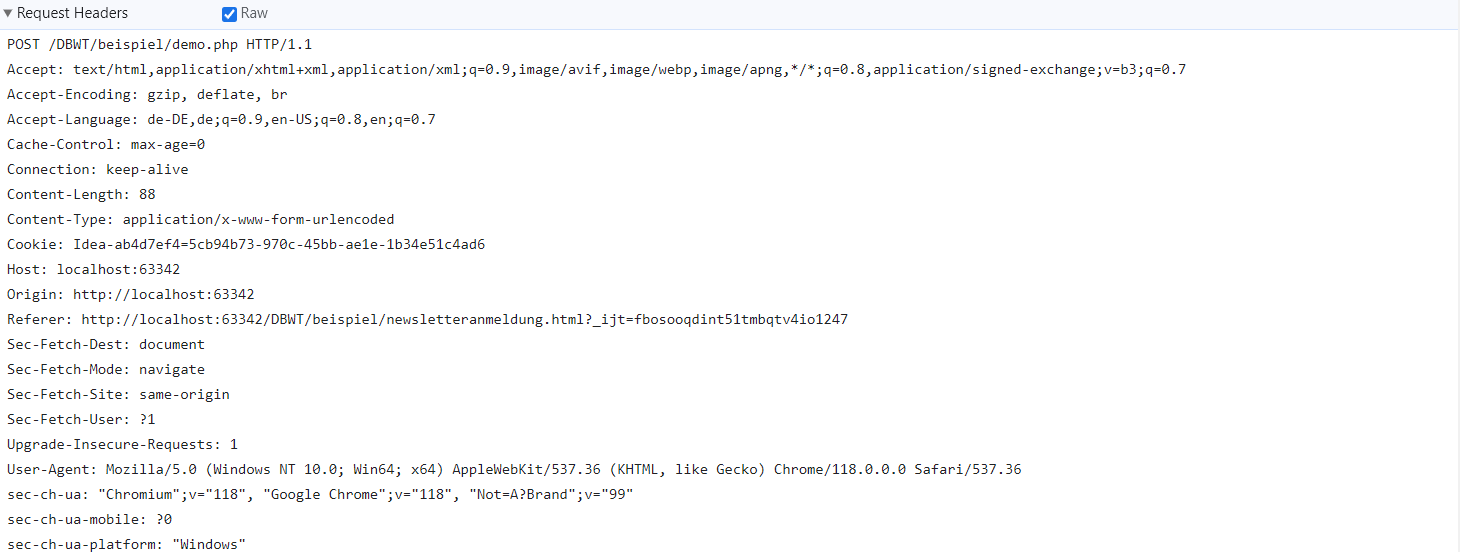 Request Headers Raw
POST /DBWT/beispiel/demo.php HTTP/1.1
Accept: text/html,application/xhtml+xml,application/xml;q=0.9,image/avif,image/webp,image/apng,*/*;q=0.8,application/signed-exchange;v=b3;q=0.7
Accept-Encoding: gzip, deflate, br
Accept-Language: de-DE,de;q=0.9,en-US;q=0.8,en;q=0.7
Cache-Control: max-age=0
Connection: keep-alive
Content-Length: 88
Content-Type: application/x-www-form-urlencoded
Cookie: Idea-ab4d7ef4=5cb94b73-970c-45bb-ae1e-1b34e51c4ad6
Host: localhost:63342
Origin: http://localhost:63342
Referer: http://localhost:63342/DBWT/beispiel/newsletteranmeldung.html?_ijt=fbosooqdint51tmbqtv4io1247
Sec-Fetch-Dest: document
Sec-Fetch-Mode: navigate
Sec-Fetch-Site: same-origin
Sec-Fetch-User: ?1
Upgrade-Insecure-Requests: 1
User-Agent: Mozilla/5.0 (Windows NT 10.0; Win64; x64) AppleWebKit/537.36 (KHTML, like Gecko) Chrome/118.0.0.0 Safari/537.36
sec-ch-ua: "Chromium";v="118", "Google Chrome";v="118", "Not=A?Brand";v="99"
sec-ch-ua-mobile: ?0
sec-ch-ua-platform: "Windows"